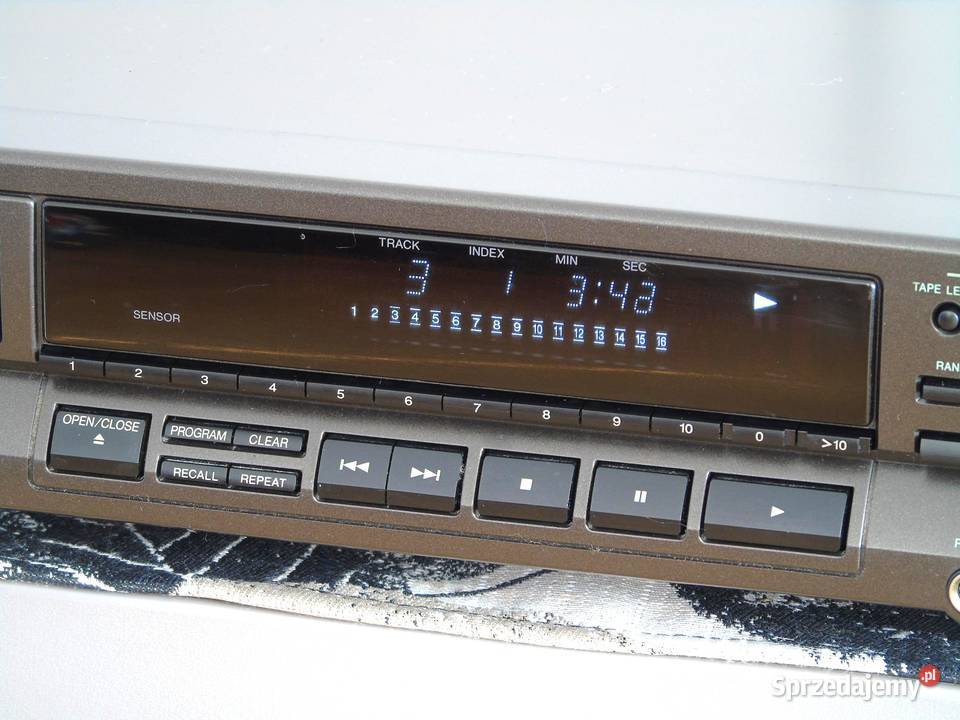 TRACK INDEX MIN SEC
3 1 3:42
1 2 3 4 5 6 7 8 9 10 11 12 13 14 15 16
SENSOR
TAPE LE
RAN
1 2 3 4 5 6 7 8 9 10 0 >10
OPEN/CLOSE
PROGRAM CLEAR
RECALL REPEAT
Sprzedajemy.pl